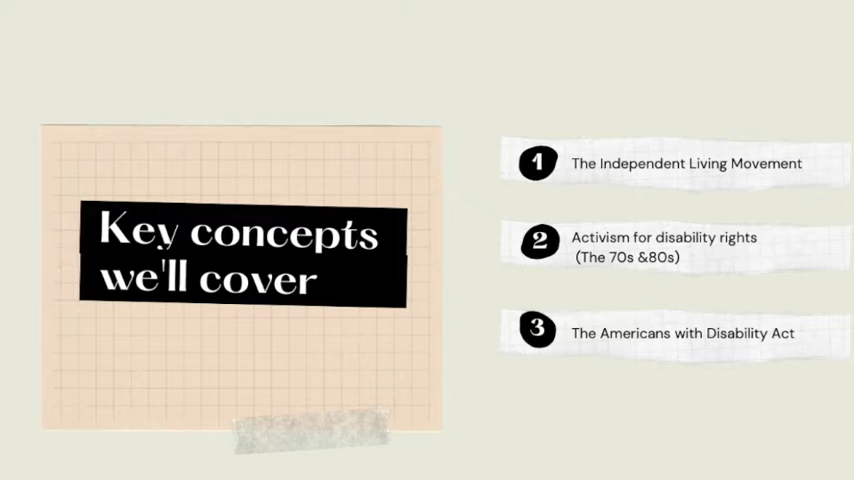 Key concepts
we'll cover
1
The Independent Living Movement
2
Activism for disability rights
(The 70s &80s)
3
The Americans with Disability Act